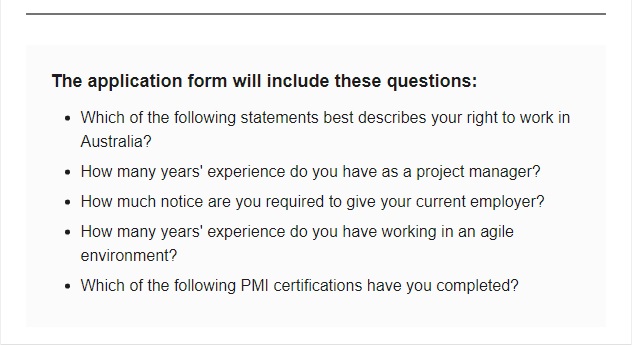 The application form will include these questions:
• Which of the following statements best describes your right to work in
Australia?
• How many years' experience do you have as a project manager?
• How much notice are you required to give your current employer?
• How many years' experience do you have working in an agile
environment?
• Which of the following PMI certifications have you completed?